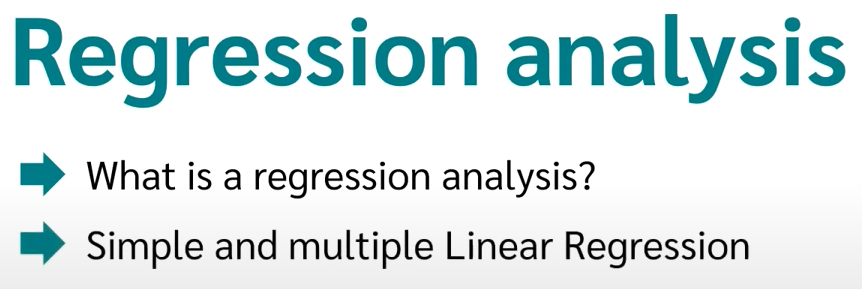 Regression analysis
What is a regression analysis?
Simple and multiple Linear Regression